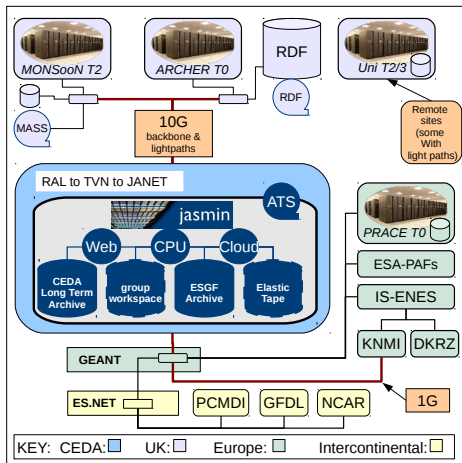 MONSooN T2
ARCHER T0
RDF
Uni T2/3
MASS
RDF
10G
backbone &
lightpaths
Remote
sites
(some
With
light paths)
RAL to TVN to JANET
ATS
jasmin
Web
CPU
Cloud
PRACE T0
CEDA
Long Term
Archive
group
workspace
ESGF
Archive
Elastic
Tape
ESA-PAFs
IS-ENES
KNMI
DKRZ
GEANT
ES.NET
PCMDI
GFDL
NCAR
1G
KEY: CEDA: UK: Europe: Intercontinental: